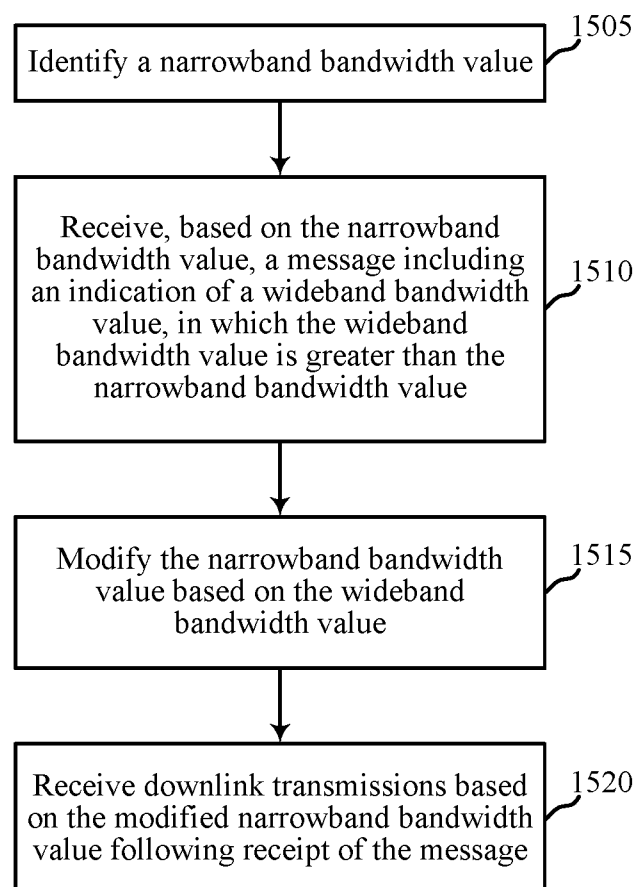 1505
Identify a narrowband bandwidth value
Receive, based on the narrowband
bandwidth value, a message including
an indication of a wideband bandwidth
value, in which the wideband
bandwidth value is greater than the
narrowband bandwidth value
1510
Modify the narrowband bandwidth
value based on the wideband
bandwidth value
1515
Receive downlink transmissions based
on the modified narrowband bandwidth
value following receipt of the message
1520